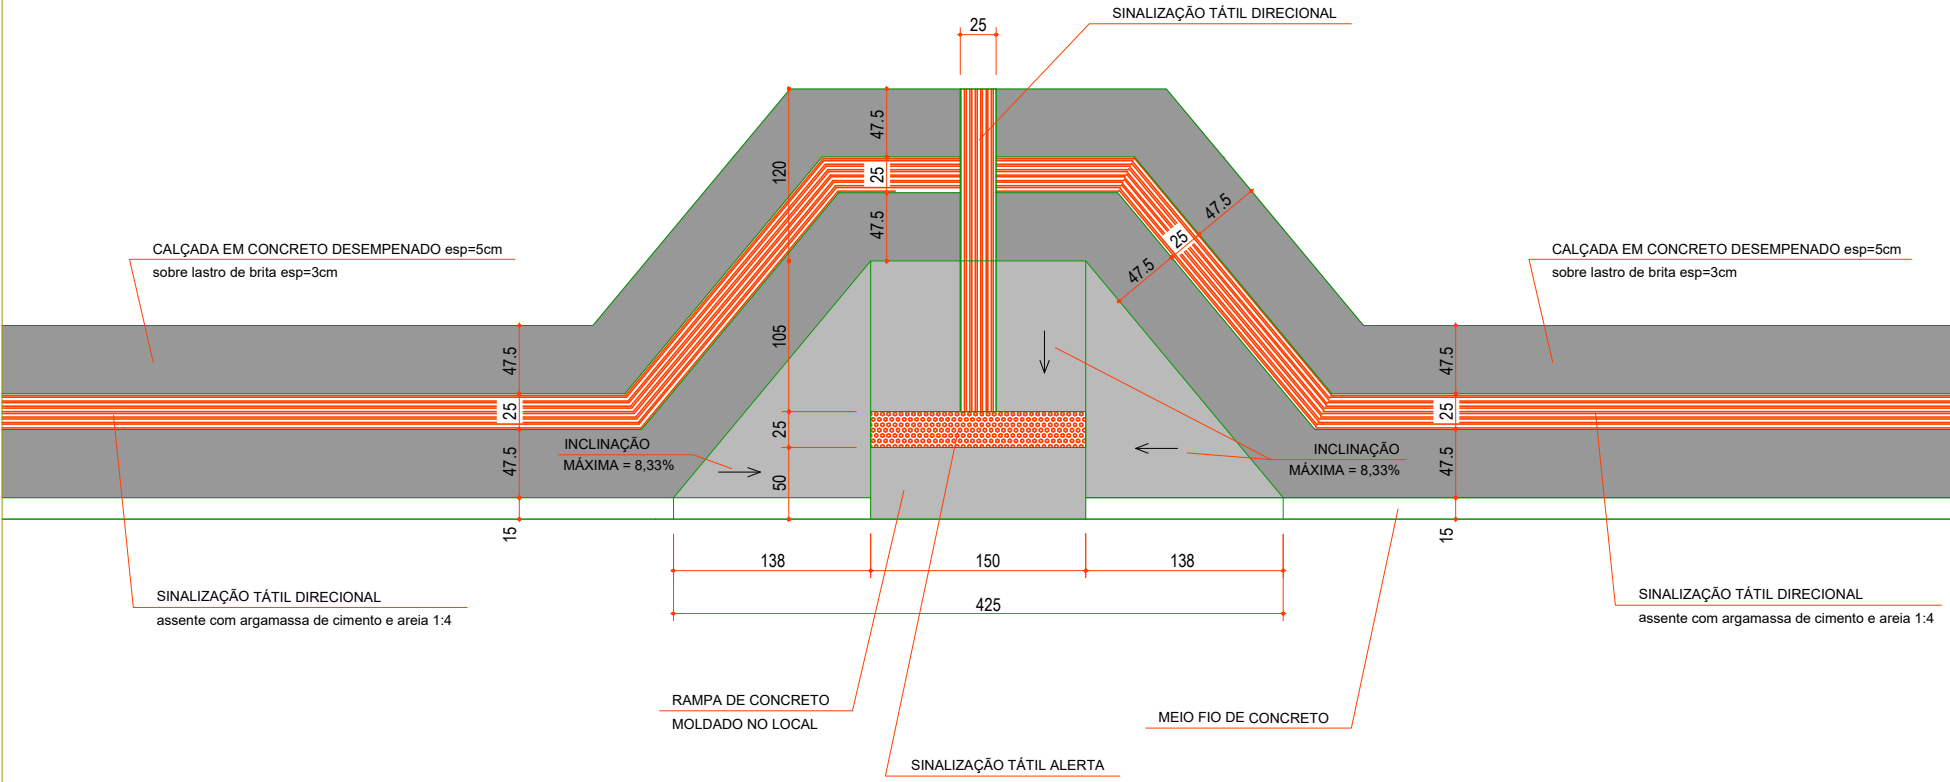 SINALIZAÇÃO TÁTIL DIRECIONAL
25
47.5
120
25
47.5
47.5
25
47.5
CALÇADA EM CONCRETO DESEMPENADO esp=5cm
sobre lastro de brita esp=3cm
CALÇADA EM CONCRETO DESEMPENADO esp=5cm
sobre lastro de brita esp=3cm
47.5
105
47.5
25
25
25
INCLINAÇÃO
MÁXIMA = 8,33%
INCLINAÇÃO
MÁXIMA = 8,33%
47.5
50
47.5
15
15
138
150
138
425
SINALIZAÇÃO TÁTIL DIRECIONAL
assente com argamassa de cimento e areia 1:4
SINALIZAÇÃO TÁTIL DIRECIONAL
assente com argamassa de cimento e areia 1:4
RAMPA DE CONCRETO
MOLDADO NO LOCAL
MEIO FIO DE CONCRETO
SINALIZAÇÃO TÁTIL ALERTA